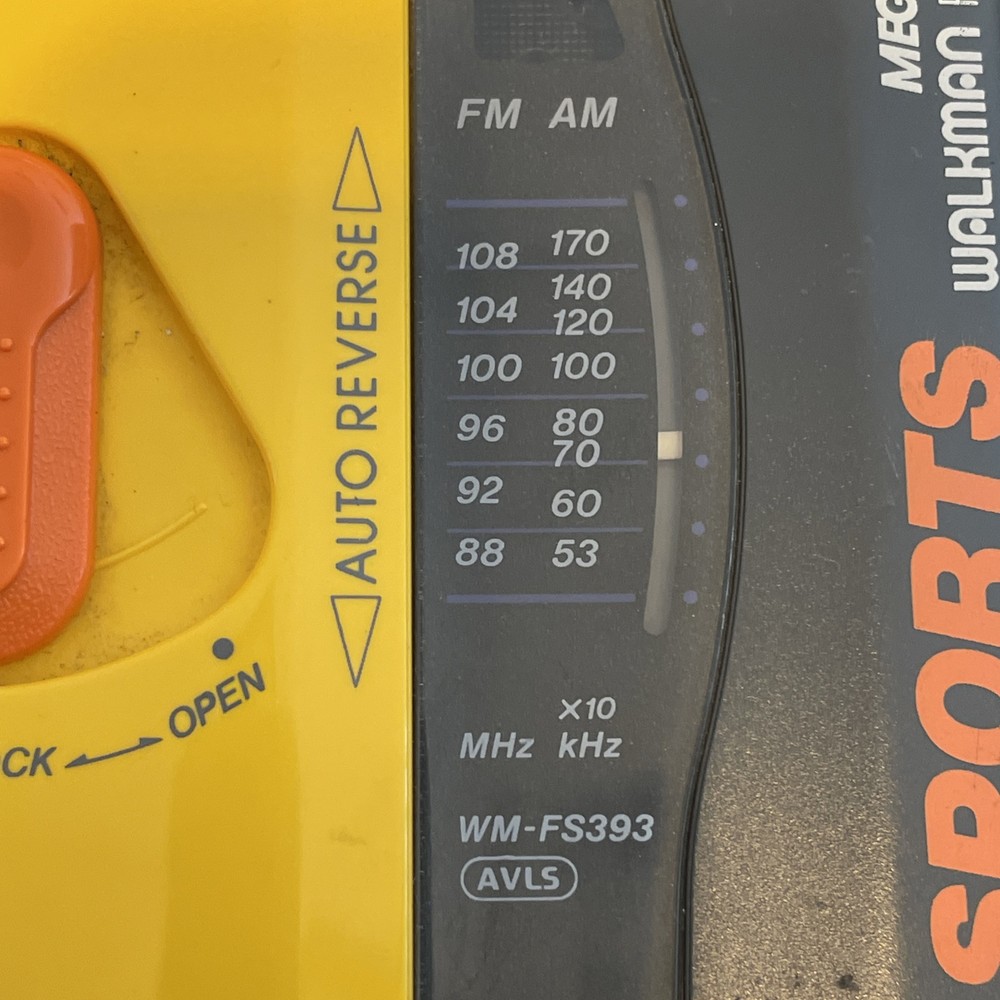 FM AM
108 170
140
104 120
100 100
96 80
70
92 60
88 53
×10
MHz kHz
WM-FS393
AVLS
AUTO REVERSE
OPEN
WALKMAN
SPORTS